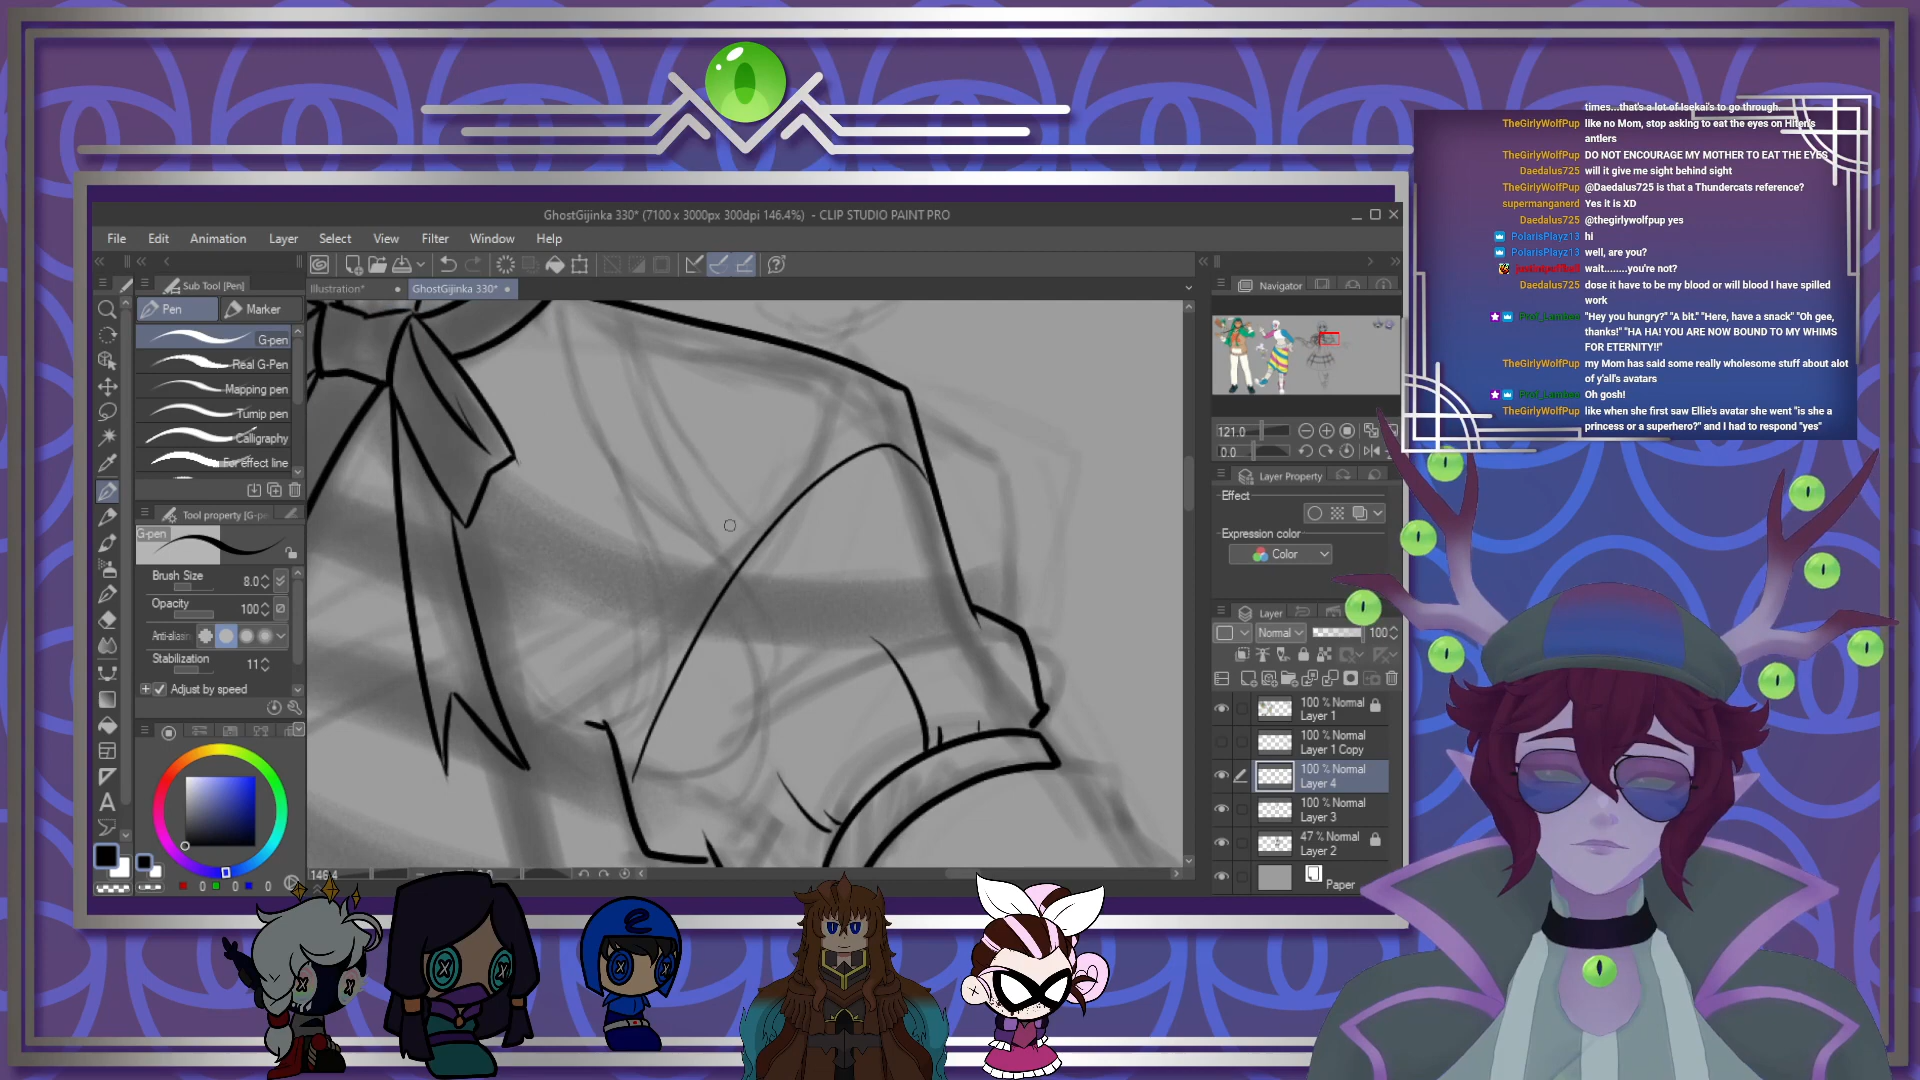 GhostGijinka 330* (7100 x 3000px 300dpi 146.4%) - CLIP STUDIO PAINT PRO
File Edit Animation Layer Select View Filter Window Help
Sub Tool [Pen]
Illustration*
GhostGijinka 330*
Pen
Marker
G-pen
Real G-Pen
Mapping pen
Turnip pen
Calligraphy
For effect line
Tool property [G-pe
G-pen
Brush Size 8.0
Opacity 100
Anti-aliasin
Stabilization 11
Adjust by speed
0 0 0
146.4
Navigator
121.0
0.0
Layer Property
Effect
Expression color
Color
Layer
Normal 100
100 % Normal
Layer 1
100 % Normal
Layer 1 Copy
100 % Normal
Layer 4
100 % Normal
Layer 3
47 % Normal
Layer 2
Paper
times...that's a lot of Isekai's to go through.
TheGirlyWolfPup like no Mom, stop asking to eat the eyes on Hifen's
antlers
TheGirlyWolfPup DO NOT ENCOURAGE MY MOTHER TO EAT THE EYES
Daedalus725 will it give me sight behind sight
TheGirlyWolfPup @Daedalus725 is that a Thundercats reference?
supermanganerd Yes it is XD
Daedalus725 @thegirlywolfpup yes
PolarisPlayz13 hi
PolarisPlayz13 well, are you?
wait........you're not?
Daedalus725 dose it have to be my blood or will blood I have spilled
work
"Hey you hungry?" "A bit." "Here, have a snack" "Oh gee,
thanks!" "HA HA! YOU ARE NOW BOUND TO MY WHIMS
FOR ETERNITY!!"
TheGirlyWolfPup my Mom has said some really wholesome stuff about alot
of y'all's avatars
Oh gosh!
TheGirlyWolfPup like when she first saw Ellie's avatar she went "is she a
princess or a superhero?" and I had to respond "yes"